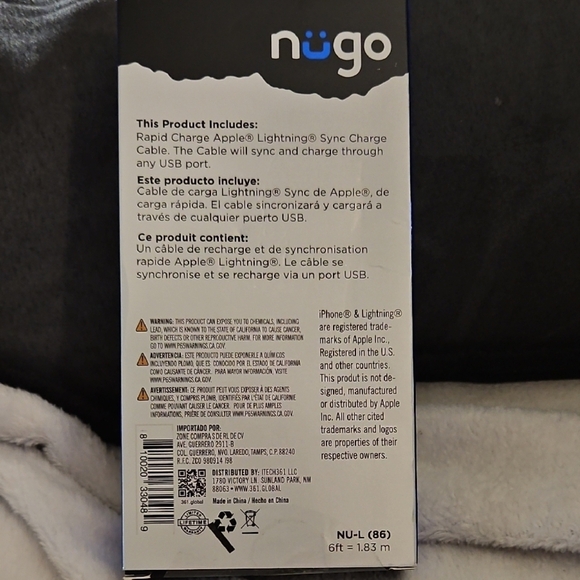 nügo
This Product Includes:
Rapid Charge Apple® Lightning® Sync Charge
Cable. The Cable will sync and charge through
any USB port.
Este producto incluye:
Cable de carga Lightning® Sync de Apple®, de
carga rápida. El cable sincronizará y cargará a
través de cualquier puerto USB.
Ce produit contient:
Un câble de recharge et de synchronisation
rapide Apple® Lightning®. Le câble se
synchronise et se recharge via un port USB.
WARNING: THIS PRODUCT CAN EXPOSE YOU TO CHEMICALS, INCLUDING
LEAD, WHICH IS KNOWN TO THE STATE OF CALIFORNIA TO CAUSE CANCER,
BIRTH DEFECTS OR OTHER REPRODUCTIVE HARM. FOR MORE INFORMATION
GO TO WWW.P65WARNINGS.CA.GOV.
ADVERTENCIA: ESTE PRODUCTO PUEDE EXPONERLE A QUÍMICOS
INCLUYENDO PLOMO, QUE ES CONOCIDO POR EL ESTADO DE CALIFORNIA
COMO CAUSANTE DE CÁNCER. PARA MAYOR INFORMACIÓN, VISITE
WWW.P65WARNINGS.CA.GOV.
AVERTISSEMENT: CE PRODUIT PEUT VOUS EXPOSER À DES AGENTS
CHIMIQUES, Y COMPRIS PLOMB, IDENTIFIÉS PAR L'ÉTAT DE CALIFORNIE
COMME POUVANT CAUSER LE CANCER. POUR DE PLUS AMPLES
INFORMATIONS, PRIÈRE DE CONSULTER WWW.P65WARNINGS.CA.GOV.
iPhone® & Lightning®
are registered trade-
marks of Apple Inc.,
Registered in the U.S.
and other countries.
This product is not de-
signed, manufactured
or distributed by Apple
Inc. All other cited
trademarks and logos
are properties of their
respective owners.
IMPORTADO POR:
ZONE COMPRA S DE RL DE CV
AVE. GUERRERO 2911-B
COL. GUERRERO, NVO. LAREDO, TAMPS, C.P. 88240
R.F.C. ZCO 980914 J98
DISTRIBUTED BY: ITECH361 LLC
1780 VICTORY LN. SUNLAND PARK, NM
88063 • WWW.361.GLOBAL
Made in China / Hecho en China
361.global
LIMITED
LIFETIME
WARRANTY
NU-L (86)
6ft = 1.83 m